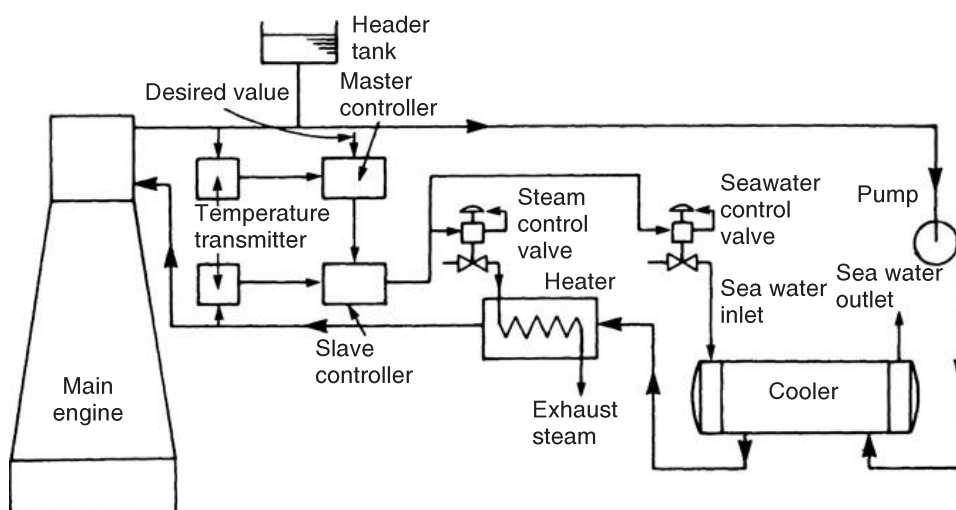 Header
tank
Desired value
Master
controller
Temperature
transmitter
Steam
control
valve
Seawater
control
valve
Pump
Sea water
outlet
Sea water
inlet
Heater
Slave
controller
Main
engine
Exhaust
steam
Cooler